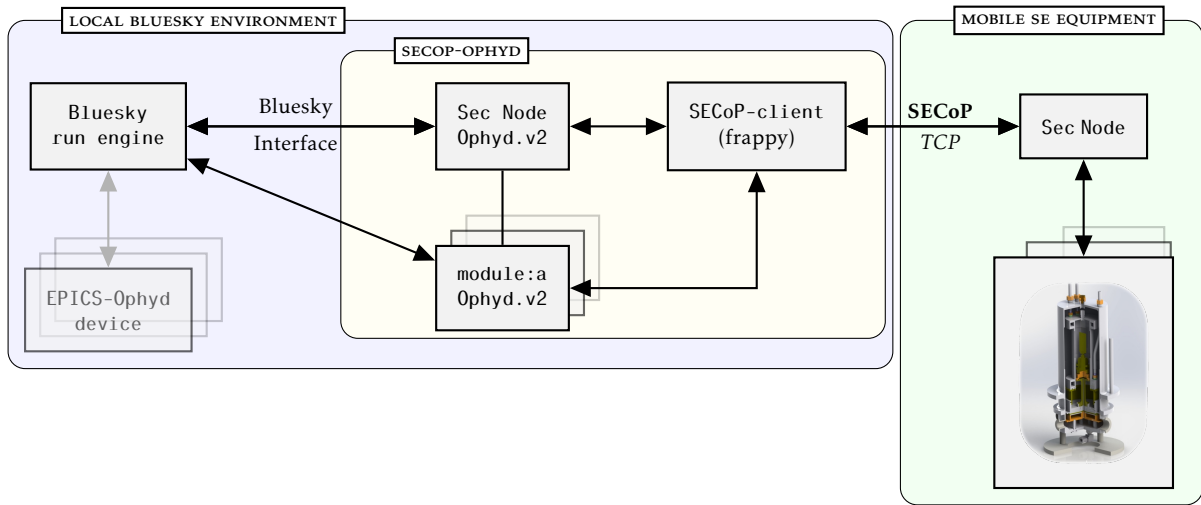 LOCAL BLUESKY ENVIRONMENT
MOBILE SE EQUIPMENT
SECOP-OPHYD
Bluesky
run engine
Bluesky
Interface
Sec Node
Ophyd.v2
SECoP-client
(frappy)
SECoP
TCP
Sec Node
EPICS-Ophyd
device
module:a
Ophyd.v2